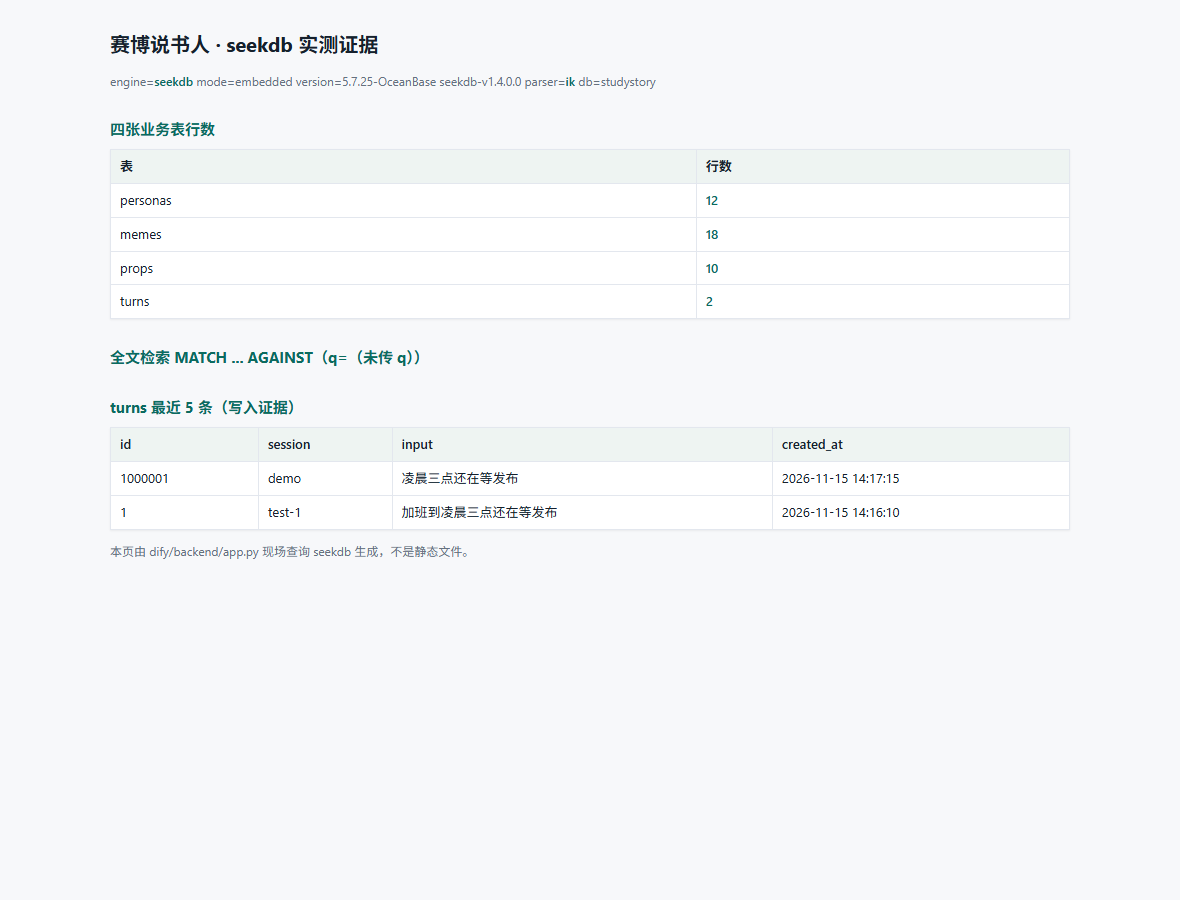 赛博说书人 · seekdb 实测证据
engine=seekdb mode=embedded version=5.7.25-OceanBase seekdb-v1.4.0.0 parser=ik db=studystory
四张业务表行数
表 行数
personas 12
memes 18
props 10
turns 2
全文检索 MATCH ... AGAINST（q=（未传 q））
turns 最近 5 条（写入证据）
id session input created_at
1000001 demo 凌晨三点还在等发布 2026-11-15 14:17:15
1 test-1 加班到凌晨三点还在等发布 2026-11-15 14:16:10
本页由 dify/backend/app.py 现场查询 seekdb 生成，不是静态文件。